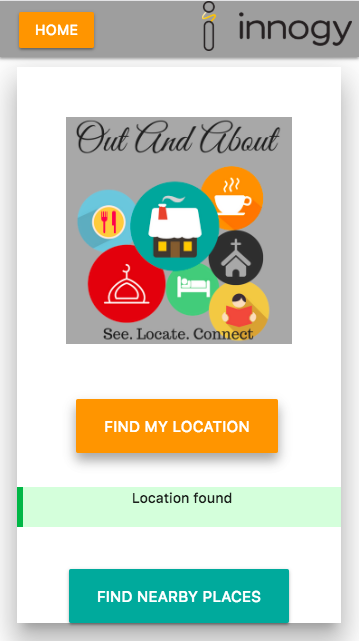 HOME
innogy
Out And About
See. Locate. Connect
FIND MY LOCATION
Location found
FIND NEARBY PLACES